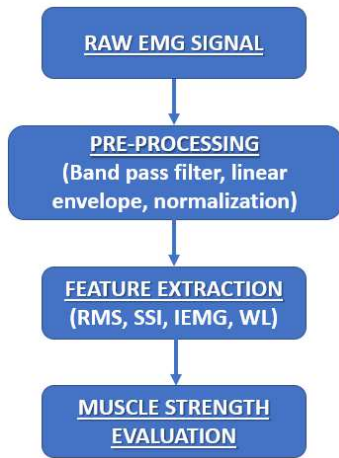 RAW EMG SIGNAL
PRE-PROCESSING
(Band pass filter, linear
envelope, normalization)
FEATURE EXTRACTION
(RMS, SSI, IEMG, WL)
MUSCLE STRENGTH
EVALUATION